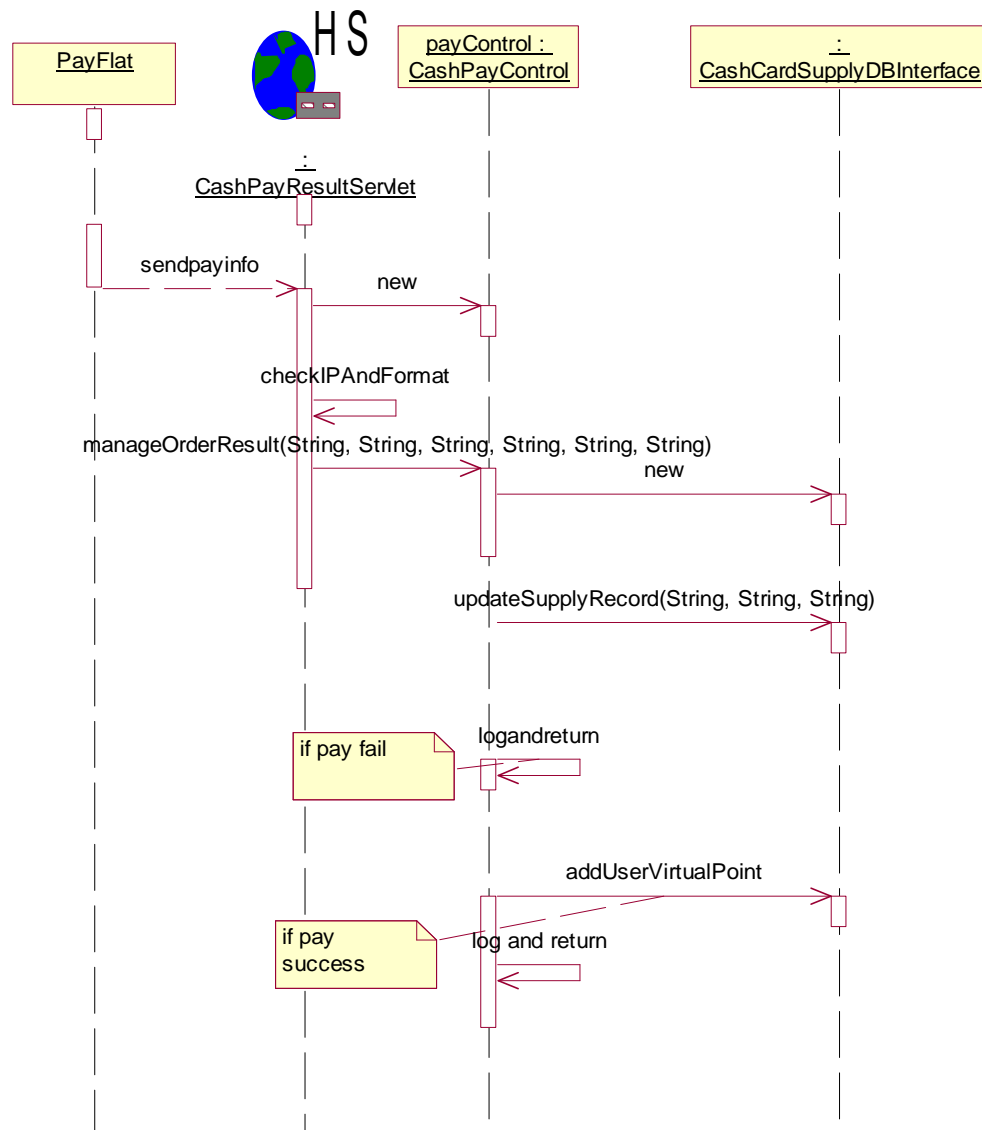 HS
PayFlat
payControl :
CashPayControl
:
CashCardSupplyDBInterface
:
CashPayResultServlet
sendpayinfo
new
checkIPAndFormat
manageOrderResult(String, String, String, String, String, String)
new
updateSupplyRecord(String, String, String)
if pay fail
logandreturn
addUserVirtualPoint
if pay
success
log and return